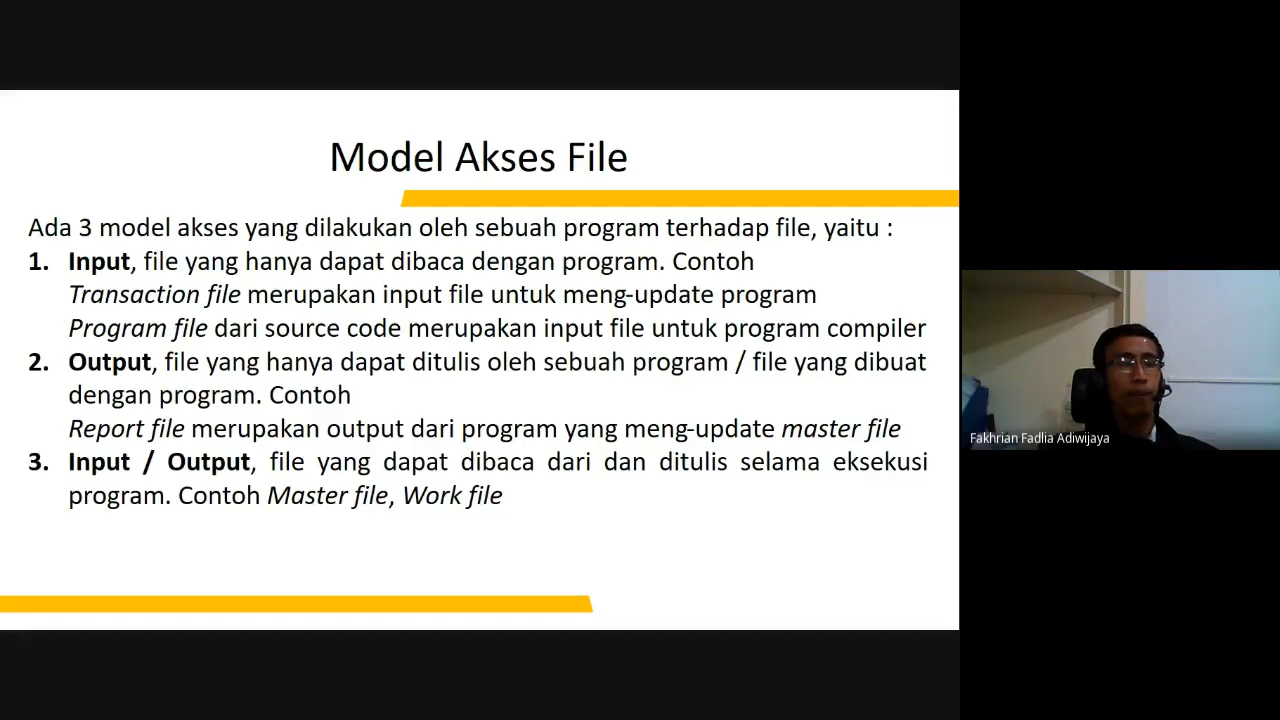 Model Akses File
Ada 3 model akses yang dilakukan oleh sebuah program terhadap file, yaitu :
1. Input, file yang hanya dapat dibaca dengan program. Contoh
Transaction file merupakan input file untuk meng-update program
Program file dari source code merupakan input file untuk program compiler
2. Output, file yang hanya dapat ditulis oleh sebuah program / file yang dibuat
dengan program. Contoh
Report file merupakan output dari program yang meng-update master file
3. Input / Output, file yang dapat dibaca dari dan ditulis selama eksekusi
program. Contoh Master file, Work file
Fakhrian Fadlia Adiwijaya